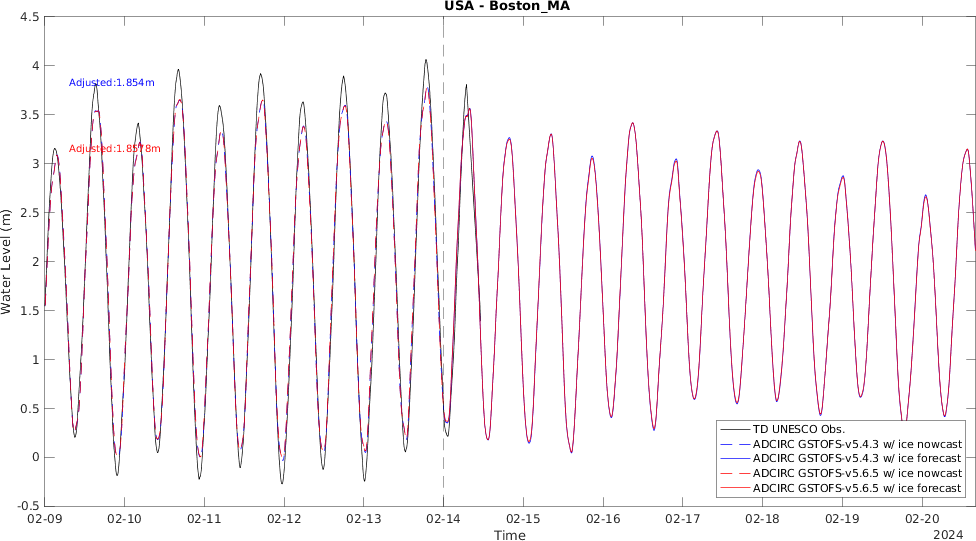 USA - Boston_MA
4.5
4
3.5
3
2.5
2
1.5
1
0.5
0
-0.5
Water Level (m)
Adjusted:1.854m
Adjusted:1.8578m
TD UNESCO Obs.
ADCIRC GSTOFS-v5.4.3 w/ ice nowcast
ADCIRC GSTOFS-v5.4.3 w/ ice forecast
ADCIRC GSTOFS-v5.6.5 w/ ice nowcast
ADCIRC GSTOFS-v5.6.5 w/ ice forecast
02-09 02-10 02-11 02-12 02-13 02-14 02-15 02-16 02-17 02-18 02-19 02-20
Time
2024